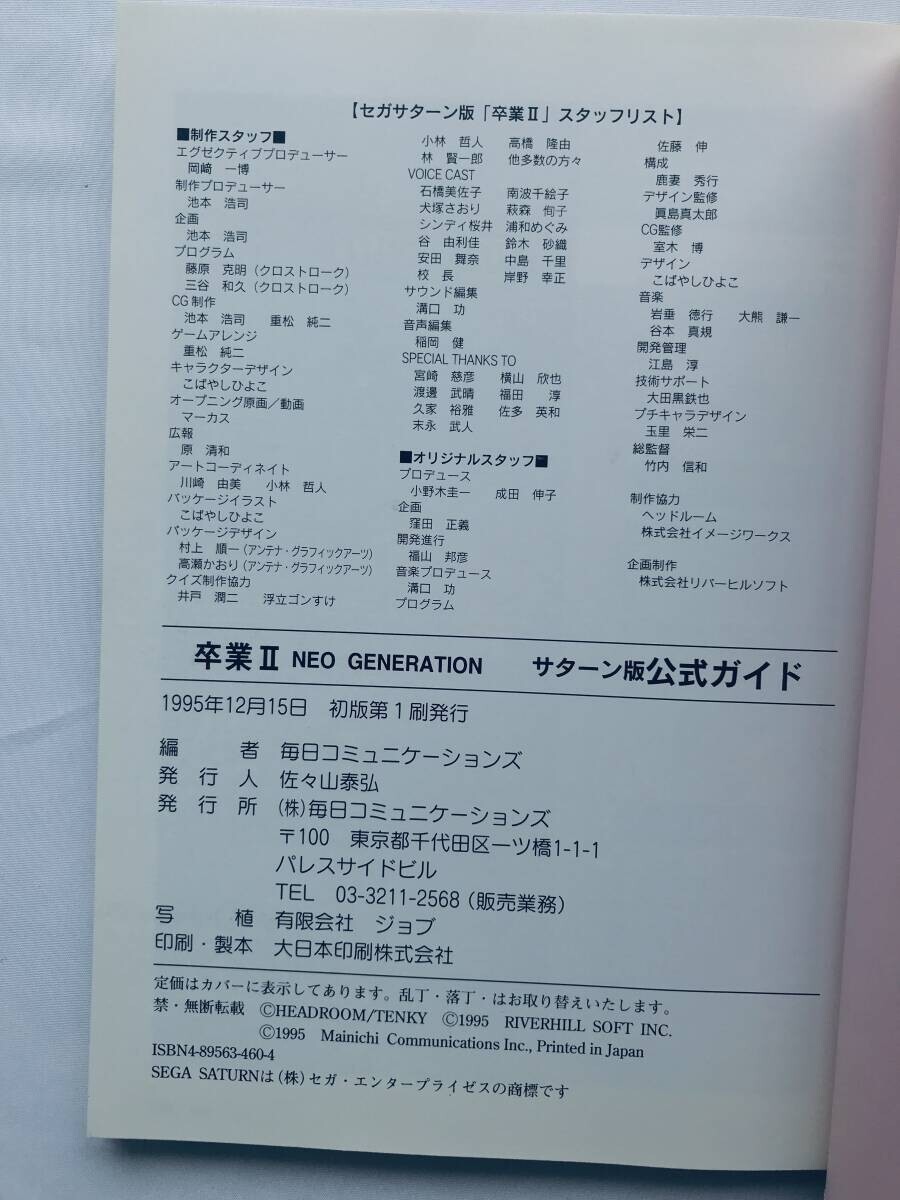 【セガサターン版「卒業Ⅱ」スタッフリスト】
■制作スタッフ■
エグゼクティブプロデューサー
岡﨑 一博
制作プロデューサー
池本 浩司
企画
池本 浩司
プログラム
藤原 克明(クロストローク)
三谷 和久(クロストローク)
CG制作
池本 浩司 重松 純二
ゲームアレンジ
重松 純二
キャラクターデザイン
こばやしひよこ
オープニング原画/動画
マーカス
広報
原 清和
アートコーディネイト
川崎 由美 小林 哲人
パッケージイラスト
こばやしひよこ
パッケージデザイン
村上 順一(アンテナ・グラフィックアーツ)
高瀬かおり(アンテナ・グラフィックアーツ)
クイズ制作協力
井戸 潤二 浮立ゴンすけ
小林 哲人 高橋 隆由
林 賢一郎 他多数の方々
VOICE CAST
石橋美佐子 南波千絵子
犬塚さおり 萩森 侚子
シンディ桜井 浦和めぐみ
谷 由利佳 鈴木 砂織
安田 舞奈 中島 千里
校 長 岸野 幸正
サウンド編集
溝口 功
音声編集
稲岡 健
SPECIAL THANKS TO
宮崎 慈彦 横山 欣也
渡邊 武晴 福田 淳
久家 裕雅 佐多 英和
末永 武人
■オリジナルスタッフ■
プロデュース
小野木圭一 成田 伸子
企画
窪田 正義
開発進行
福山 邦彦
音楽プロデュース
溝口 功
プログラム
佐藤 伸
構成
鹿妻 秀行
デザイン監修
眞島真太郎
CG監修
室木 博
デザイン
こばやしひよこ
音楽
岩垂 徳行 大熊 謙一
谷本 真規
開発管理
江島 淳
技術サポート
大田黒鉄也
プチキャラデザイン
玉里 栄二
総監督
竹内 信和
制作協力
ヘッドルーム
株式会社イメージワークス
企画制作
株式会社リバーヒルソフト
卒業Ⅱ NEO GENERATION サターン版公式ガイド
1995年12月15日 初版第1刷発行
編 者 毎日コミュニケーションズ
発 行 人 佐々山泰弘
発 行 所 (株)毎日コミュニケーションズ
〒100 東京都千代田区一ツ橋1-1-1
パレスサイドビル
TEL 03-3211-2568(販売業務)
写 植 有限会社 ジョブ
印刷・製本 大日本印刷株式会社
定価はカバーに表示してあります。乱丁・落丁・はお取り替えいたします。
禁・無断転載 ©HEADROOM/TENKY ©1995 RIVERHILL SOFT INC.
©1995 Mainichi Communications Inc., Printed in Japan
ISBN4-89563-460-4
SEGA SATURNは(株)セガ・エンタープライゼスの商標です